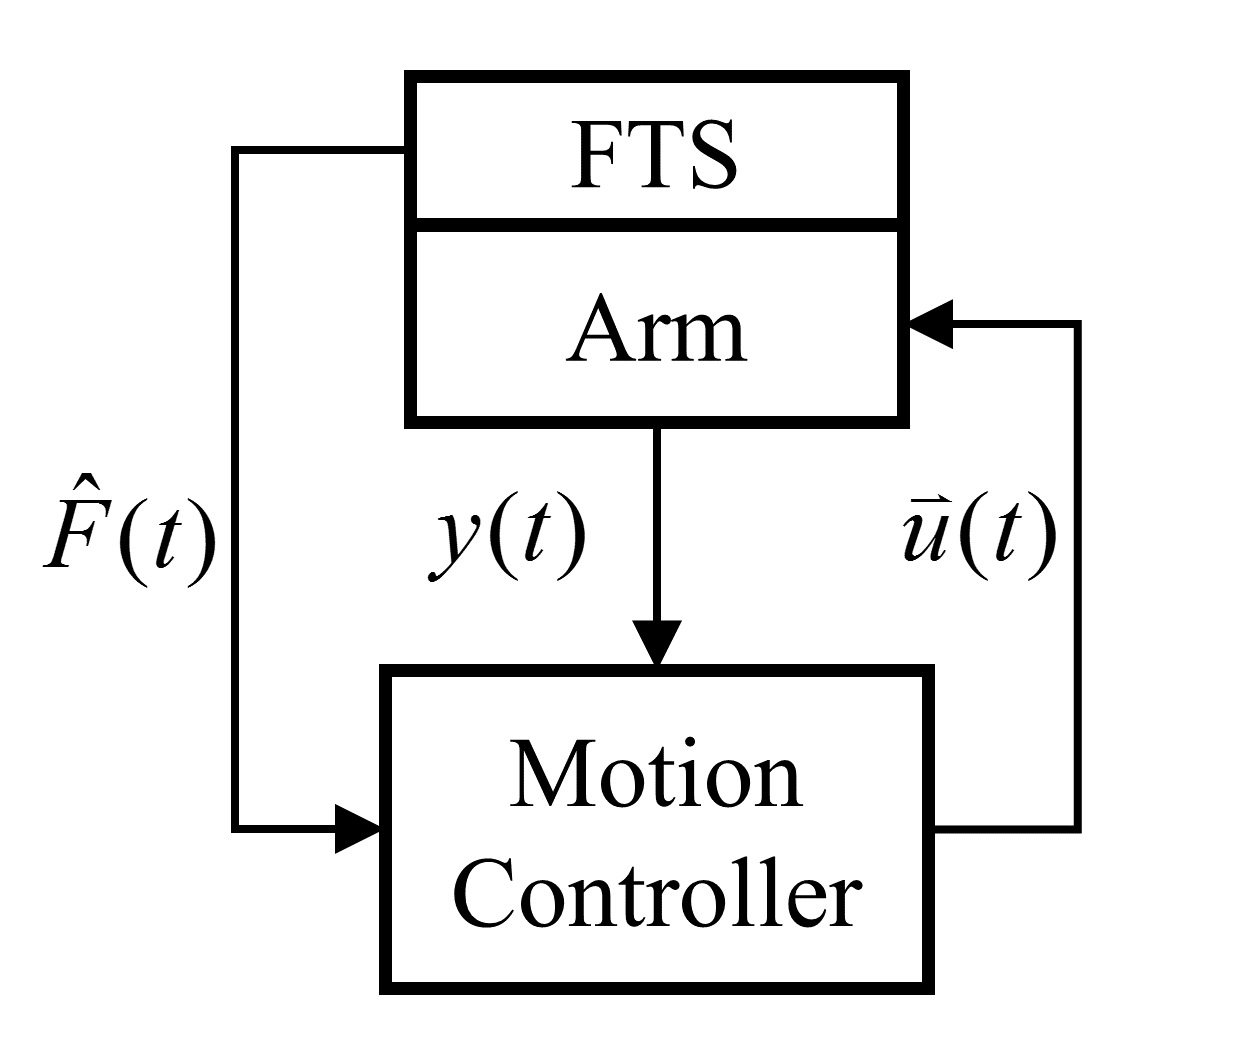 FTS
Arm
F̂(t)
y(t)
u⃗(t)
Motion
Controller